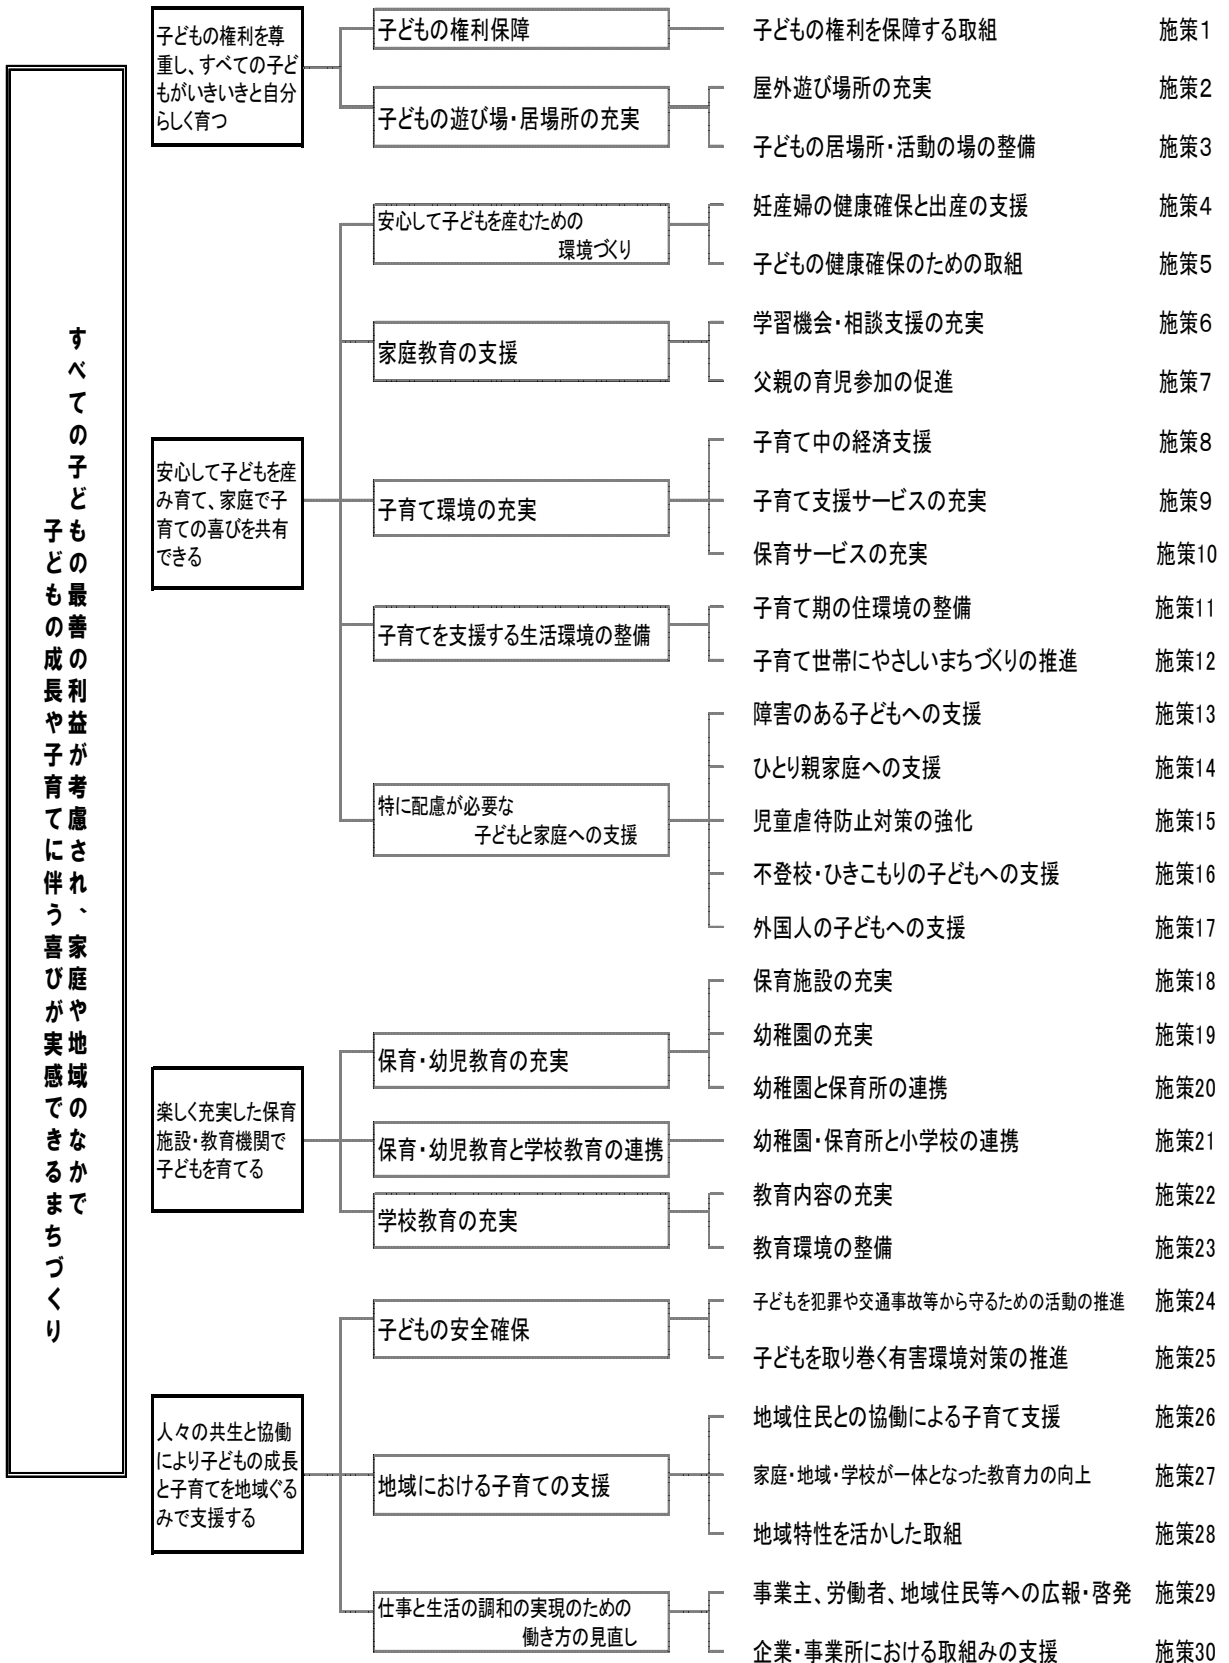 すべての子どもの最善の利益が考慮され、家庭や地域のなかで
子どもの成長や子育てに伴う喜びが実感できるまちづくり
子どもの権利を尊
重し、すべての子ど
もがいきいきと自分
らしく育つ
子どもの権利保障
子どもの権利を保障する取組 施策1
子どもの遊び場・居場所の充実
屋外遊び場所の充実 施策2
子どもの居場所・活動の場の整備 施策3
安心して子どもを産
み育て、家庭で子
育ての喜びを共有
できる
安心して子どもを産むための
環境づくり
妊産婦の健康確保と出産の支援 施策4
子どもの健康確保のための取組 施策5
家庭教育の支援
学習機会・相談支援の充実 施策6
父親の育児参加の促進 施策7
子育て環境の充実
子育て中の経済支援 施策8
子育て支援サービスの充実 施策9
保育サービスの充実 施策10
子育てを支援する生活環境の整備
子育て期の住環境の整備 施策11
子育て世帯にやさしいまちづくりの推進 施策12
特に配慮が必要な
子どもと家庭への支援
障害のある子どもへの支援 施策13
ひとり親家庭への支援 施策14
児童虐待防止対策の強化 施策15
不登校・ひきこもりの子どもへの支援 施策16
外国人の子どもへの支援 施策17
楽しく充実した保育
施設・教育機関で
子どもを育てる
保育・幼児教育の充実
保育施設の充実 施策18
幼稚園の充実 施策19
幼稚園と保育所の連携 施策20
保育・幼児教育と学校教育の連携
幼稚園・保育所と小学校の連携 施策21
学校教育の充実
教育内容の充実 施策22
教育環境の整備 施策23
人々の共生と協働
により子どもの成長
と子育てを地域ぐる
みで支援する
子どもの安全確保
子どもを犯罪や交通事故等から守るための活動の推進 施策24
子どもを取り巻く有害環境対策の推進 施策25
地域における子育ての支援
地域住民との協働による子育て支援 施策26
家庭・地域・学校が一体となった教育力の向上 施策27
地域特性を活かした取組 施策28
仕事と生活の調和の実現のための
働き方の見直し
事業主、労働者、地域住民等への広報・啓発 施策29
企業・事業所における取組みの支援 施策30